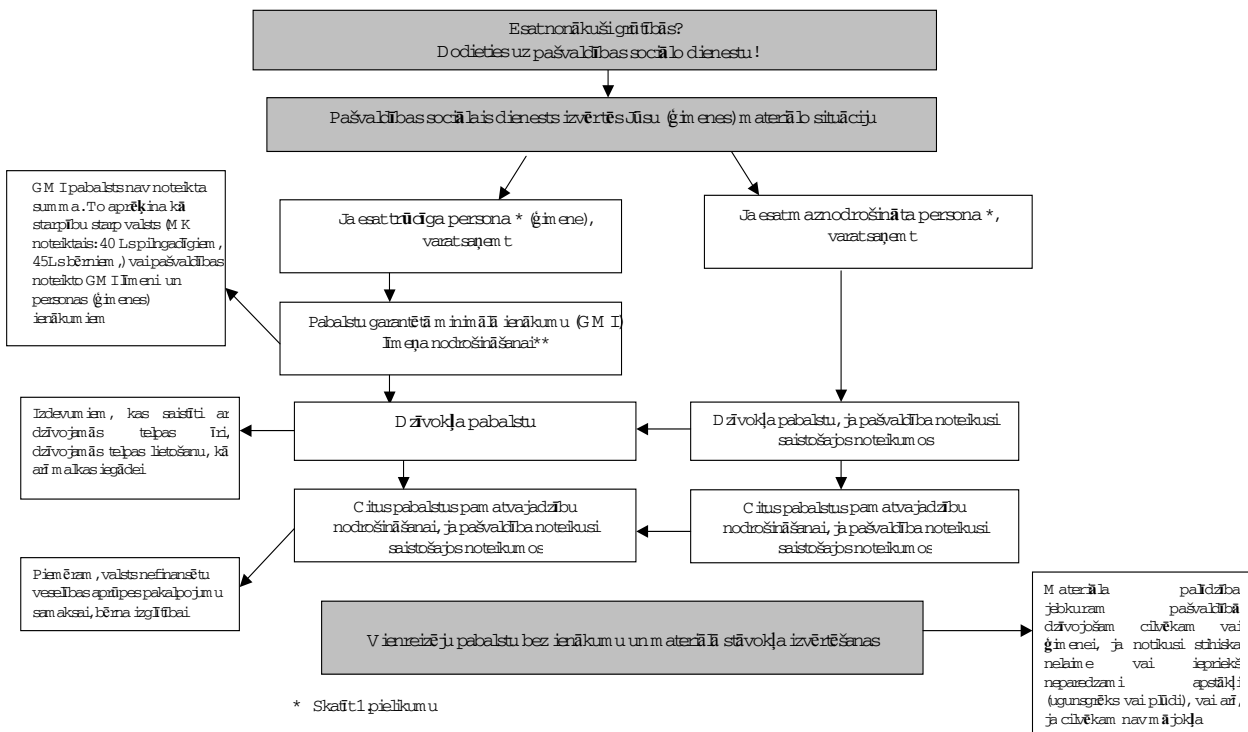 Esat nonākuši grūtībās?
Dodieties uz pašvaldības sociālo dienestu!
Pašvaldības sociālais dienests izvērtēs Jūsu (ģimenes) materiālo situāciju
GMI pabalsts nav noteikta
summa. To aprēķina kā
starpību starp valsts (MK
noteiktais: 40 Ls pilngadīgiem,
45Ls bērniem,) vai pašvaldības
noteikto GMI līmeni un
personas (ģimenes)
ienākumiem
Ja esat trūcīga persona * (ģimene),
varat saņemt
Ja esat maznodrošināta persona *,
varat saņemt
Pabalstu garantētā minimālā ienākumu (GMI)
līmeņa nodrošināšanai**
Izdevumiem, kas saistīti ar
dzīvojamās telpas īri,
dzīvojamās telpas lietošanu, kā
arī malkas iegādei
Dzīvokļa pabalstu
Dzīvokļa pabalstu, ja pašvaldība noteikusi
saistošajos noteikumos
Citus pabalstus pamatvajadzību
nodrošināšanai, ja pašvaldība noteikusi
saistošajos noteikumos
Citus pabalstus pamatvajadzību
nodrošināšanai, ja pašvaldība noteikusi
saistošajos noteikumos
Piemēram, valsts nefinansētu
veselības aprūpes pakalpojumu
samaksai, bērna izglītībai
Vienreizēju pabalstu bez ienākumu un materiālā stāvokļa izvērtēšanas
Materiāla palīdzība
jebkuram pašvaldībā
dzīvojošam cilvēkam vai
ģimenei, ja notikusi stihiska
nelaime vai iepriekš
neparedzami apstākļi
(ugunsgrēks vai plūdi), vai arī,
ja cilvēkam nav mājokļa
* Skatīt 1 pielikumu